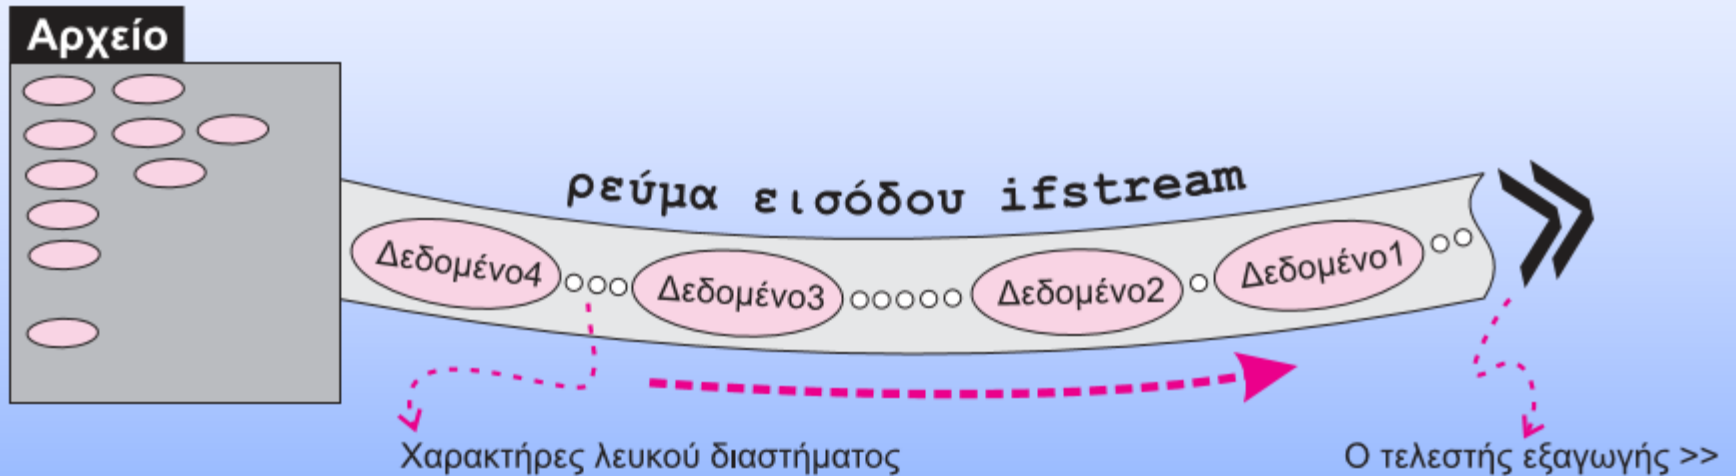 Αρχείο
ρεύμα εισόδου ifstream
Δεδομένο4
Δεδομένο3
Δεδομένο2
Δεδομένο1
Χαρακτήρες λευκού διαστήματος
Ο τελεστής εξαγωγής >>